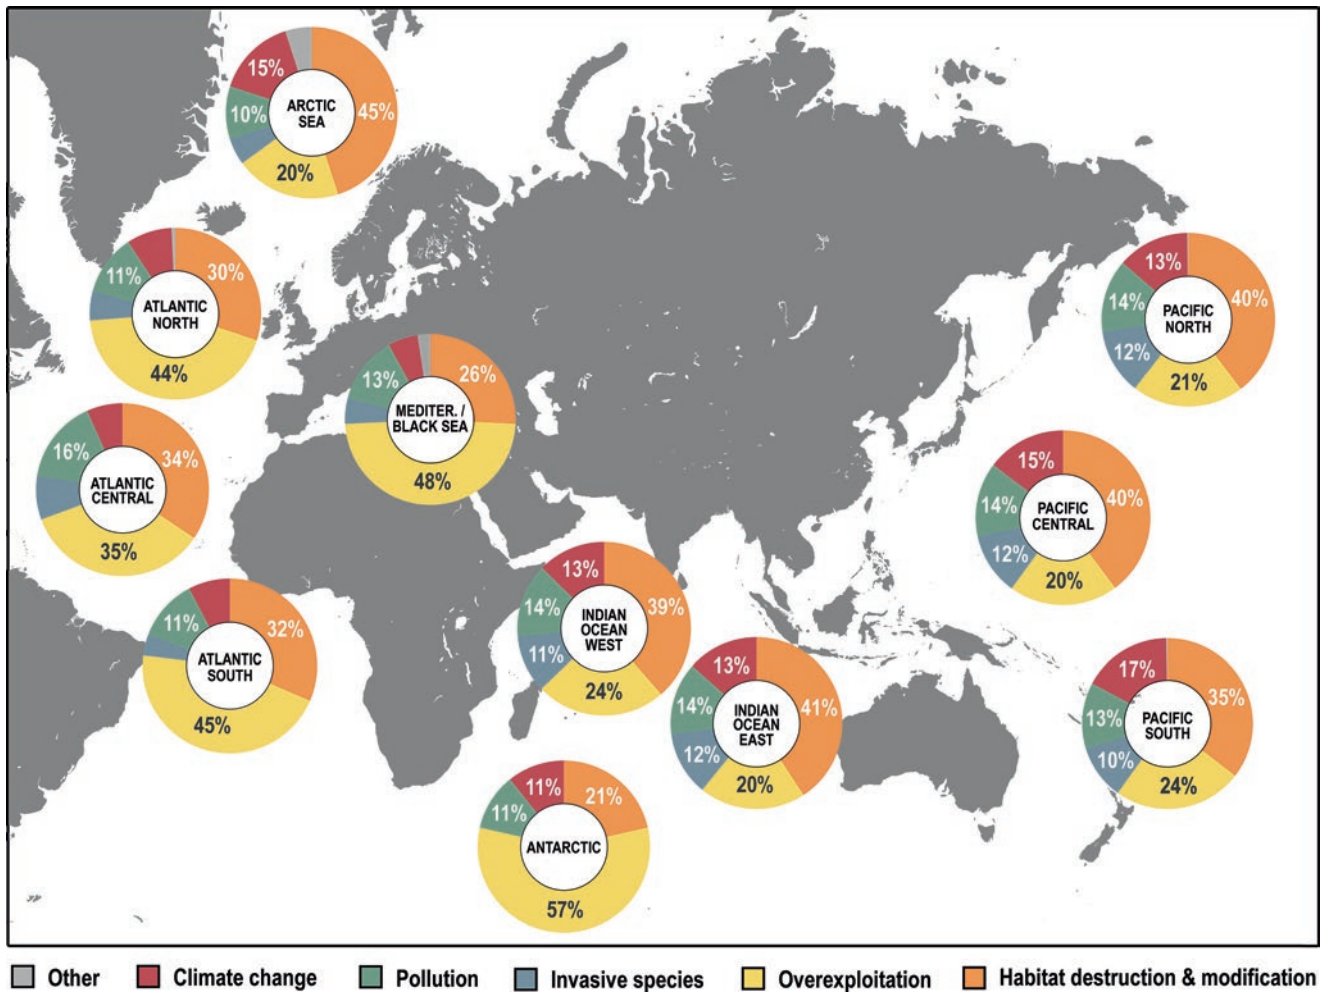 15%
10%
45%
20%
ARCTIC
SEA
11%
30%
44%
ATLANTIC
NORTH
13%
26%
48%
MEDITER. /
BLACK SEA
13%
14%
12%
40%
21%
PACIFIC
NORTH
16%
34%
35%
ATLANTIC
CENTRAL
15%
14%
12%
40%
20%
PACIFIC
CENTRAL
11%
32%
45%
ATLANTIC
SOUTH
13%
14%
11%
39%
24%
INDIAN
OCEAN
WEST
13%
14%
12%
41%
20%
INDIAN
OCEAN
EAST
17%
13%
10%
35%
24%
PACIFIC
SOUTH
11%
11%
21%
57%
ANTARCTIC
Other
Climate change
Pollution
Invasive species
Overexploitation
Habitat destruction & modification